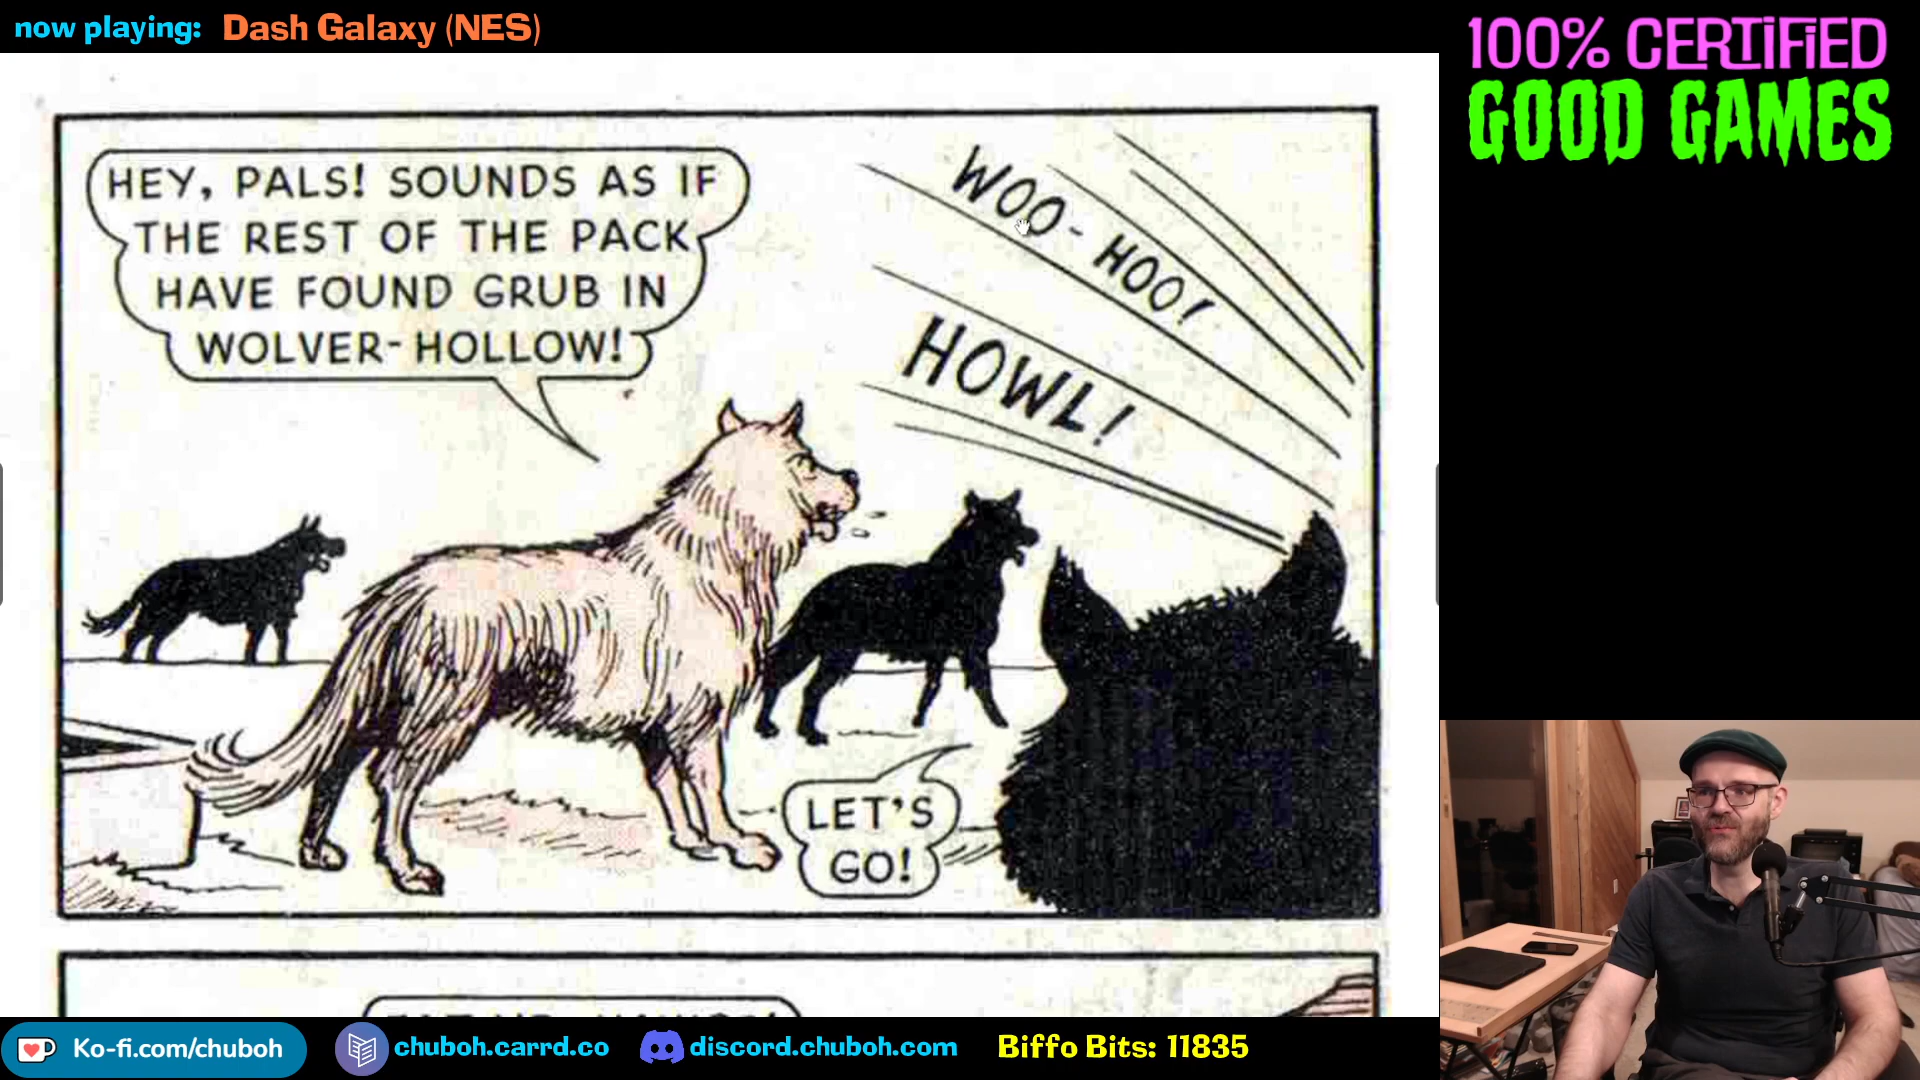 now playing: Dash Galaxy (NES)
100% CERTiFiED
GOOD GAMES
HEY, PALS! SOUNDS AS IF
THE REST OF THE PACK
HAVE FOUND GRUB IN
WOLVER-HOLLOW!
WOO-HOO!
HOWL!
LET'S
GO!
Ko-fi.com/chuboh
chuboh.carrd.co
discord.chuboh.com
Biffo Bits: 11835